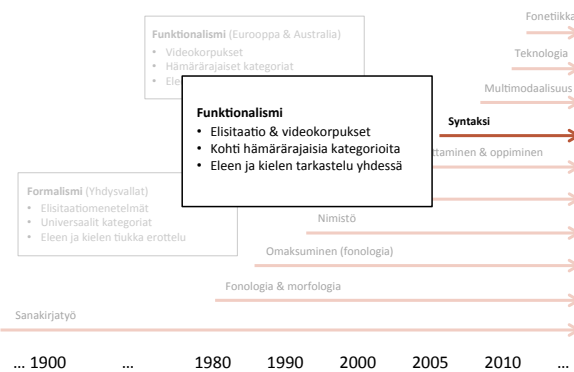 Fonetiikka
Funktionalismi (Eurooppa & Australia)
• Videokorpukset
• Hämärärajaiset kategoriat
Teknologia
Multimodaalisuus
Funktionalismi
• Elisitaatio & videokorpukset
• Kohti hämärärajaisia kategorioita
• Eleen ja kielen tarkastelu yhdessä
Syntaksi
& oppiminen
Formalismi (Yhdysvallat)
• Elisitaatiomenetelmät
• Universaalit kategoriat
• Eleen ja kielen tiukka erottelu
Nimistö
Omaksuminen (fonologia)
Fonologia & morfologia
Sanakirjatyö
... 1900 ... 1980 1990 2000 2005 2010 ...